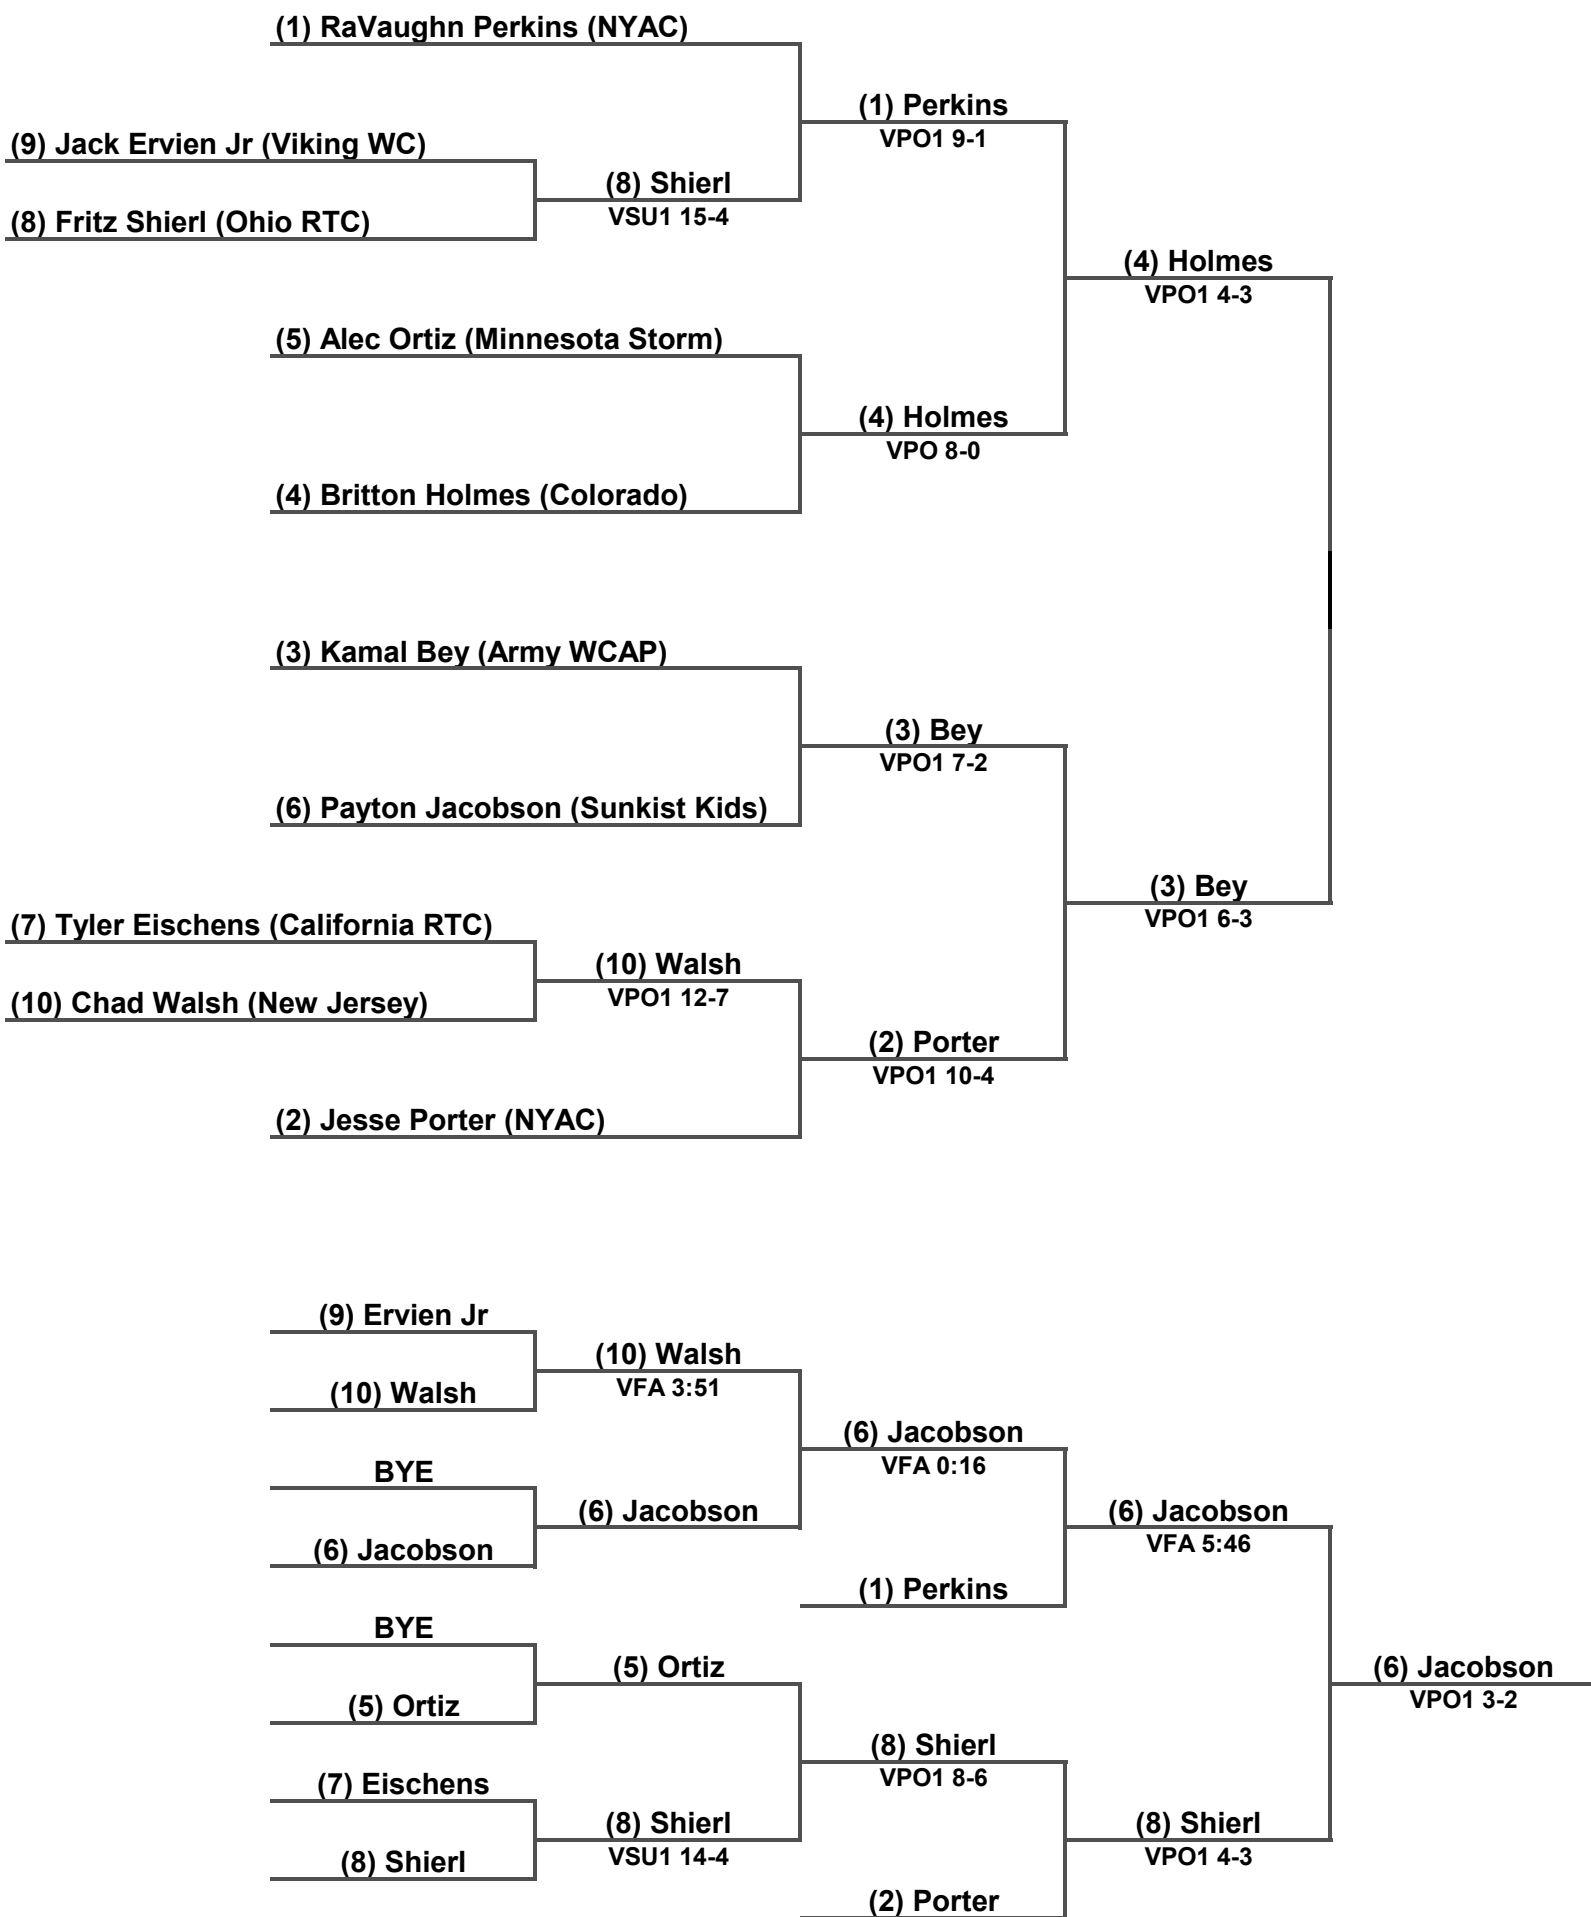 (1) RaVaughn Perkins (NYAC)
(1) Perkins
VPO1 9-1
(9) Jack Ervien Jr (Viking WC)
(8) Shierl
VSU1 15-4
(8) Fritz Shierl (Ohio RTC)
(4) Holmes
VPO1 4-3
(5) Alec Ortiz (Minnesota Storm)
(4) Holmes
VPO 8-0
(4) Britton Holmes (Colorado)
(3) Kamal Bey (Army WCAP)
(3) Bey
VPO1 7-2
(6) Payton Jacobson (Sunkist Kids)
(3) Bey
VPO1 6-3
(7) Tyler Eischens (California RTC)
(10) Walsh
VPO1 12-7
(10) Chad Walsh (New Jersey)
(2) Porter
VPO1 10-4
(2) Jesse Porter (NYAC)
(9) Ervien Jr
(10) Walsh
VFA 3:51
(10) Walsh
(6) Jacobson
VFA 0:16
BYE
(6) Jacobson
(6) Jacobson
VFA 5:46
(6) Jacobson
(1) Perkins
BYE
(5) Ortiz
(6) Jacobson
VPO1 3-2
(5) Ortiz
(8) Shierl
VPO1 8-6
(7) Eischens
(8) Shierl
VSU1 14-4
(8) Shierl
VPO1 4-3
(8) Shierl
(2) Porter